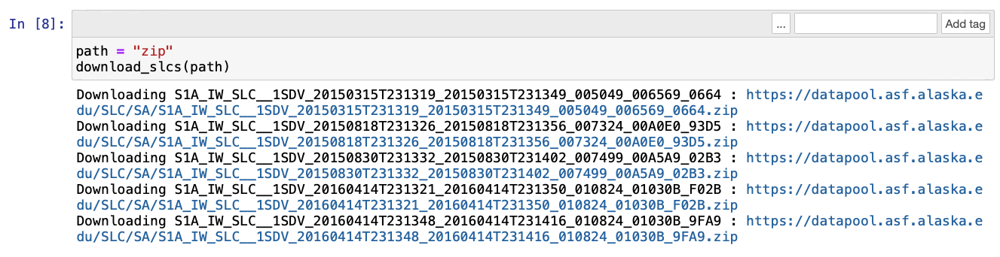 In [8]:
... Add tag
path = "zip"
download_slcs(path)
Downloading S1A_IW_SLC__1SDV_20150315T231319_20150315T231349_005049_006569_0664 : https://datapool.asf.alaska.e
du/SLC/SA/S1A_IW_SLC__1SDV_20150315T231319_20150315T231349_005049_006569_0664.zip
Downloading S1A_IW_SLC__1SDV_20150818T231326_20150818T231356_007324_00A0E0_93D5 : https://datapool.asf.alaska.e
du/SLC/SA/S1A_IW_SLC__1SDV_20150818T231326_20150818T231356_007324_00A0E0_93D5.zip
Downloading S1A_IW_SLC__1SDV_20150830T231332_20150830T231402_007499_00A5A9_02B3 : https://datapool.asf.alaska.e
du/SLC/SA/S1A_IW_SLC__1SDV_20150830T231332_20150830T231402_007499_00A5A9_02B3.zip
Downloading S1A_IW_SLC__1SDV_20160414T231321_20160414T231350_010824_01030B_F02B : https://datapool.asf.alaska.e
du/SLC/SA/S1A_IW_SLC__1SDV_20160414T231321_20160414T231350_010824_01030B_F02B.zip
Downloading S1A_IW_SLC__1SDV_20160414T231348_20160414T231416_010824_01030B_9FA9 : https://datapool.asf.alaska.e
du/SLC/SA/S1A_IW_SLC__1SDV_20160414T231348_20160414T231416_010824_01030B_9FA9.zip